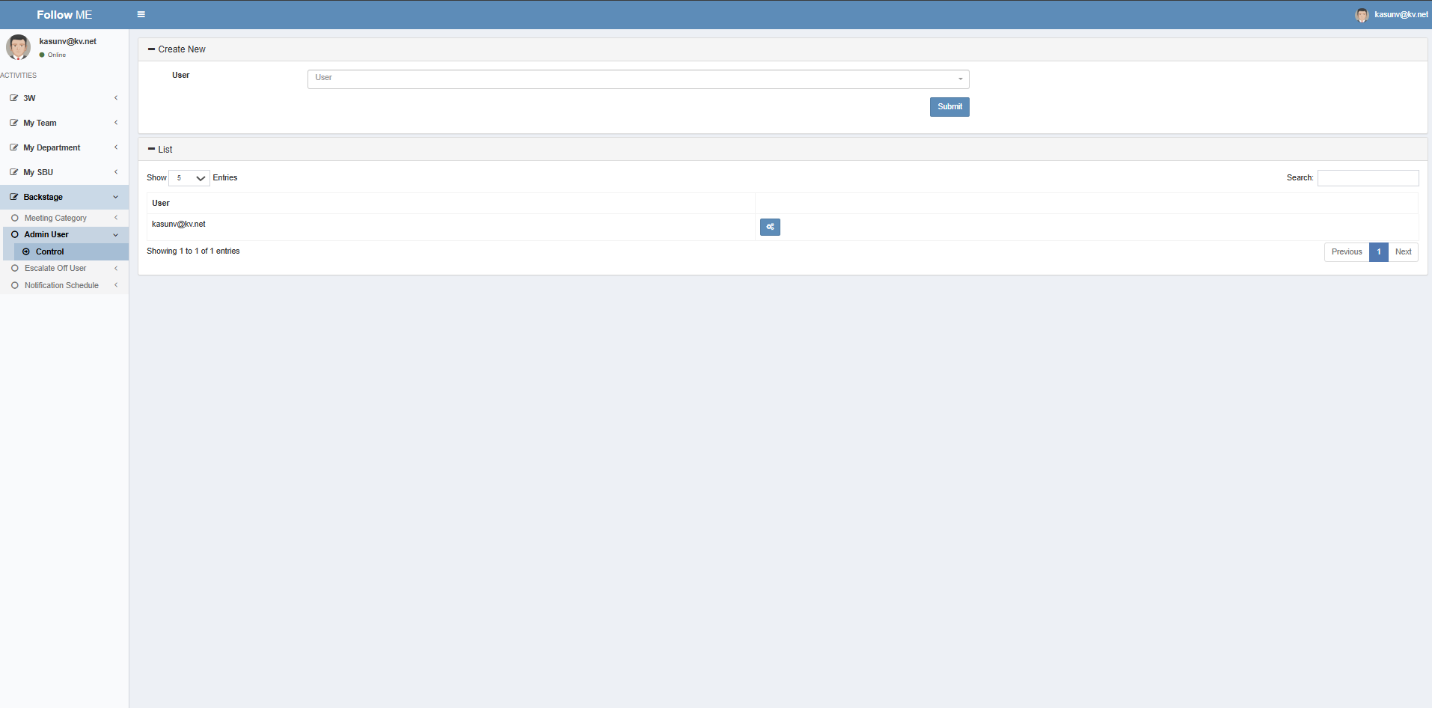 Follow ME
kasunv@kv.net
kasunv@kv.net
Online
ACTIVITIES
3W
My Team
My Department
My SBU
Backstage
Meeting Category
Admin User
Control
Escalate Off User
Notification Schedule
Create New
User
User
Submit
List
Show 5 Entries
Search:
User
kasunv@kv.net
Showing 1 to 1 of 1 entries
Previous 1 Next